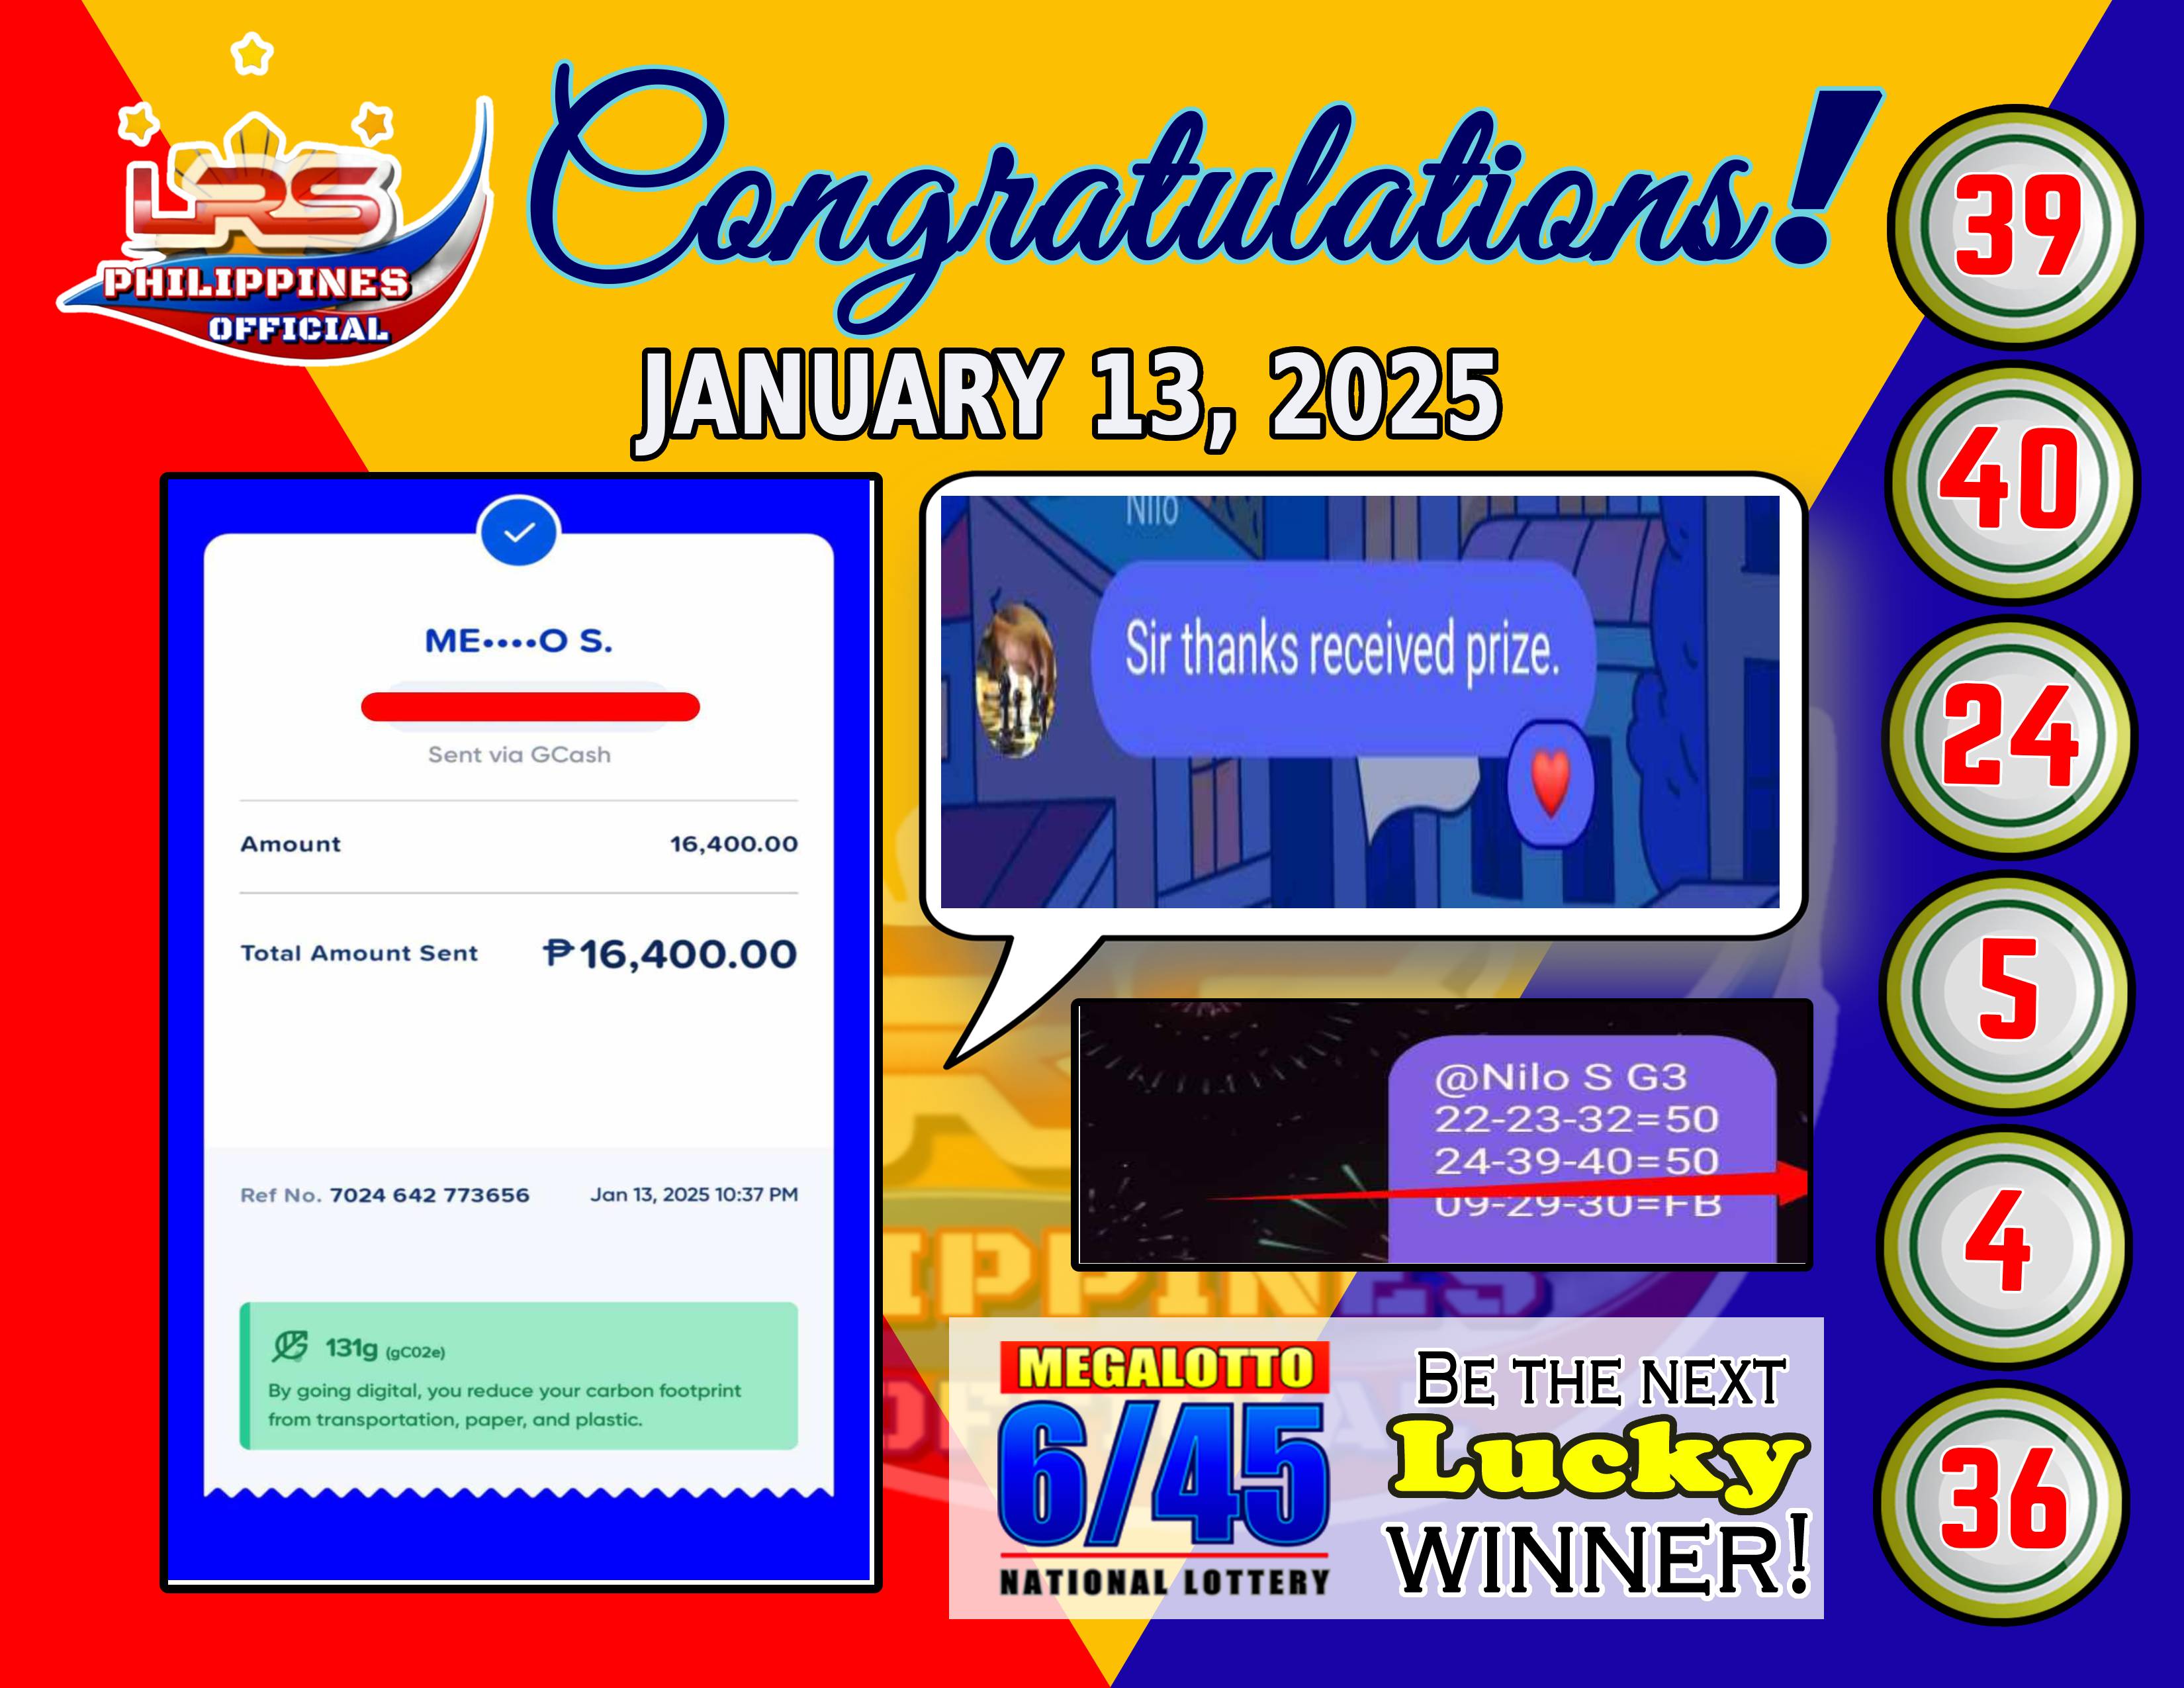 LRS
PHILIPPINES
OFFICIAL
Congratulations!
JANUARY 13, 2025
ME••••O S.
Sent via GCash
Amount 16,400.00
Total Amount Sent ₱16,400.00
Ref No. 7024 642 773656 Jan 13, 2025 10:37 PM
131g (gCO2e)
By going digital, you reduce your carbon footprint
from transportation, paper, and plastic.
Nilo
Sir thanks received prize.
@Nilo S G3
22-23-32=50
24-39-40=50
09-29-30=FB
MEGALOTTO
6/45
NATIONAL LOTTERY
BE THE NEXT
Lucky
WINNER!
39
40
24
5
4
36